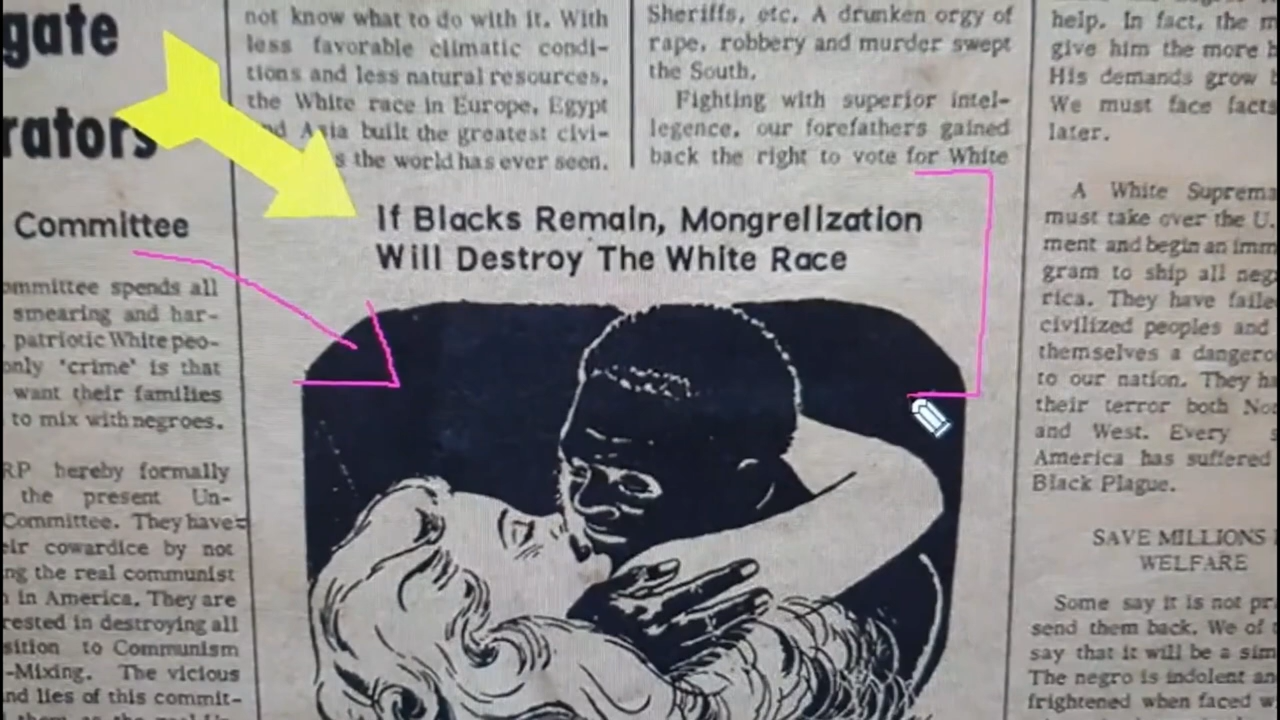 gate
rators
Committee
ommittee spends all
smearing and har-
patriotic White peo-
only 'crime' is that
want their families
to mix with negroes.
RP hereby formally
the present Un-
Committee. They have
eir cowardice by not
ng the real communist
in America. They are
rested in destroying all
sition to Communism
-Mixing. The vicious
nd lies of this commit-
not know what to do with it. With
less favorable climatic condi-
tions and less natural resources,
the White race in Europe, Egypt
and Asia built the greatest civi-
s the world has ever seen.
Sheriffs, etc. A drunken orgy of
rape, robbery and murder swept
the South.
Fighting with superior intel-
legence, our forefathers gained
back the right to vote for White
If Blacks Remain, Mongrelization
Will Destroy The White Race
help. In fact, the m
give him the more
His demands grow
We must face facts
later.
A White Suprema
must take over the U.
ment and begin an imm
gram to ship all neg
rica. They have faile
civilized peoples and
themselves a dangero
to our nation. They ha
their terror both No
and West. Every
America has suffered
Black Plague.
SAVE MILLIONS
WELFARE
Some say it is not pr
send them back. We of
say that it will be a sim
The negro is indolent an
frightened when faced w